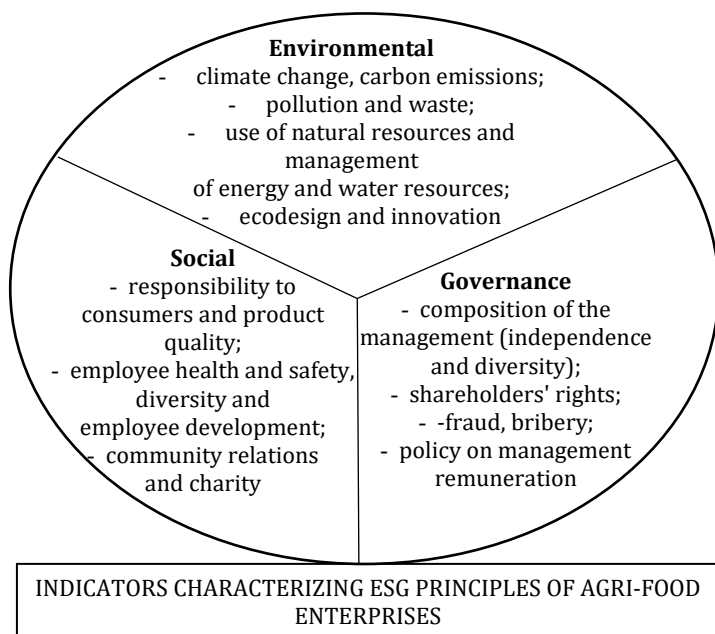 Environmental
- climate change, carbon emissions;
- pollution and waste;
- use of natural resources and
management
of energy and water resources;
- ecodesign and innovation
Social
- responsibility to
consumers and product
quality;
- employee health and safety,
diversity and
employee development;
- community relations
and charity
Governance
- composition of the
management (independence
and diversity);
- shareholders' rights;
- -fraud, bribery;
- policy on management
remuneration
INDICATORS CHARACTERIZING ESG PRINCIPLES OF AGRI-FOOD
ENTERPRISES